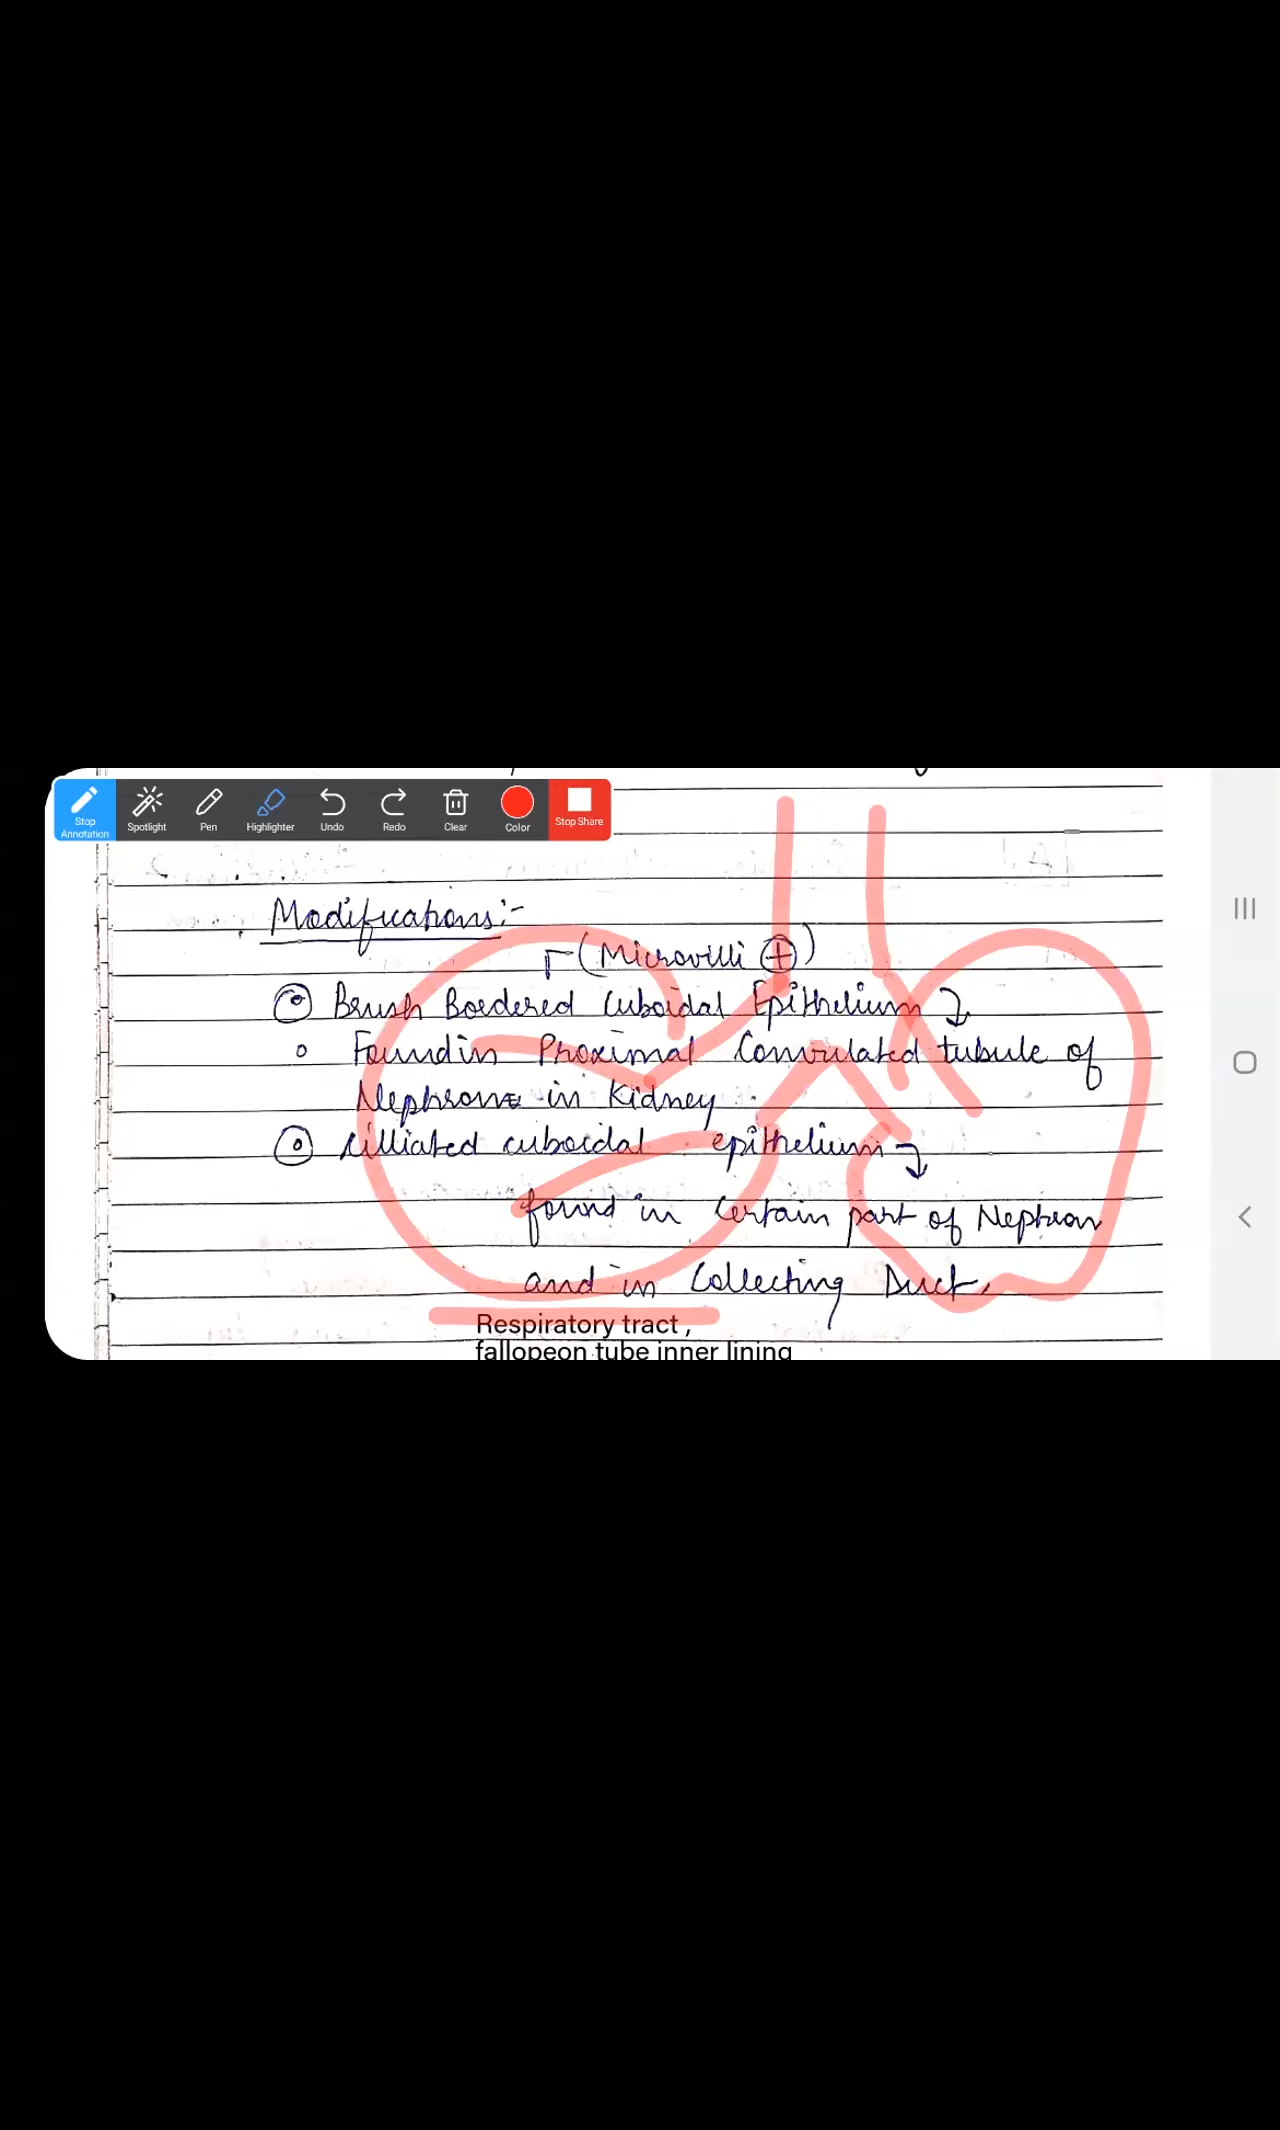 Stop Annotation
Spotlight
Pen
Highlighter
Undo
Redo
Clear
Color
Stop Share
Modifications:-
(Microvilli +)
Brush Boedered Cuboidal Epithelium
Found in Proximal Convulated tubule of
Nephrons in Kidney
cilliated cuboidal epithelium
found in certain part of Nephron
and in Collecting Duct,
Respiratory tract ,
fallopeon tube inner lining